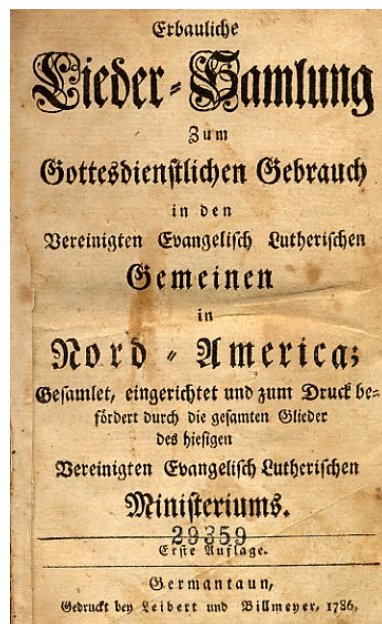 Erbauliche
Lieder-Samlung
Zum
Gottesdienstlichen Gebrauch
in den
Vereinigten Evangelisch Lutherischen
Gemeinen
in
Nord-America;
Gesamlet, eingerichtet und zum Druck be-
fördert durch die gesamten Glieder
des hiesigen
Vereinigten Evangelisch Lutherischen
Ministeriums.
29359
Erste Auflage.
Germantaun,
Gedruckt bey Leibert und Billmeyer, 1786.